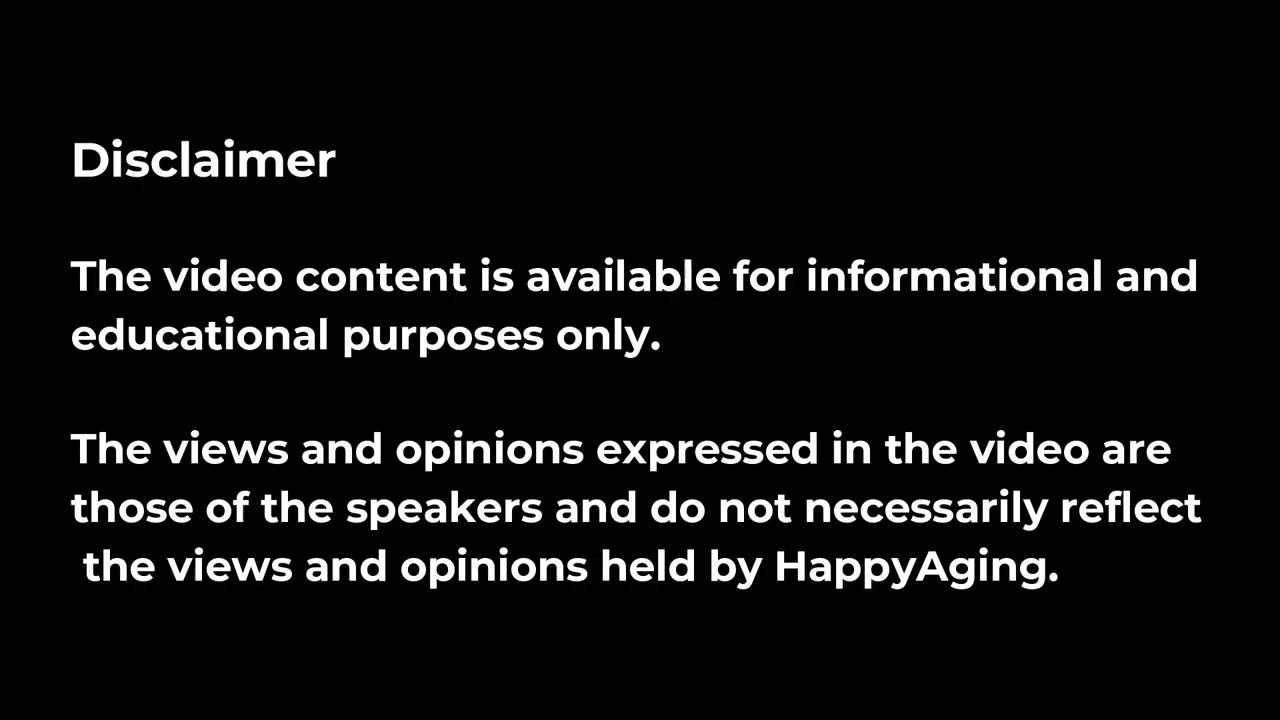 Disclaimer
The video content is available for informational and
educational purposes only.
The views and opinions expressed in the video are
those of the speakers and do not necessarily reflect
the views and opinions held by HappyAging.